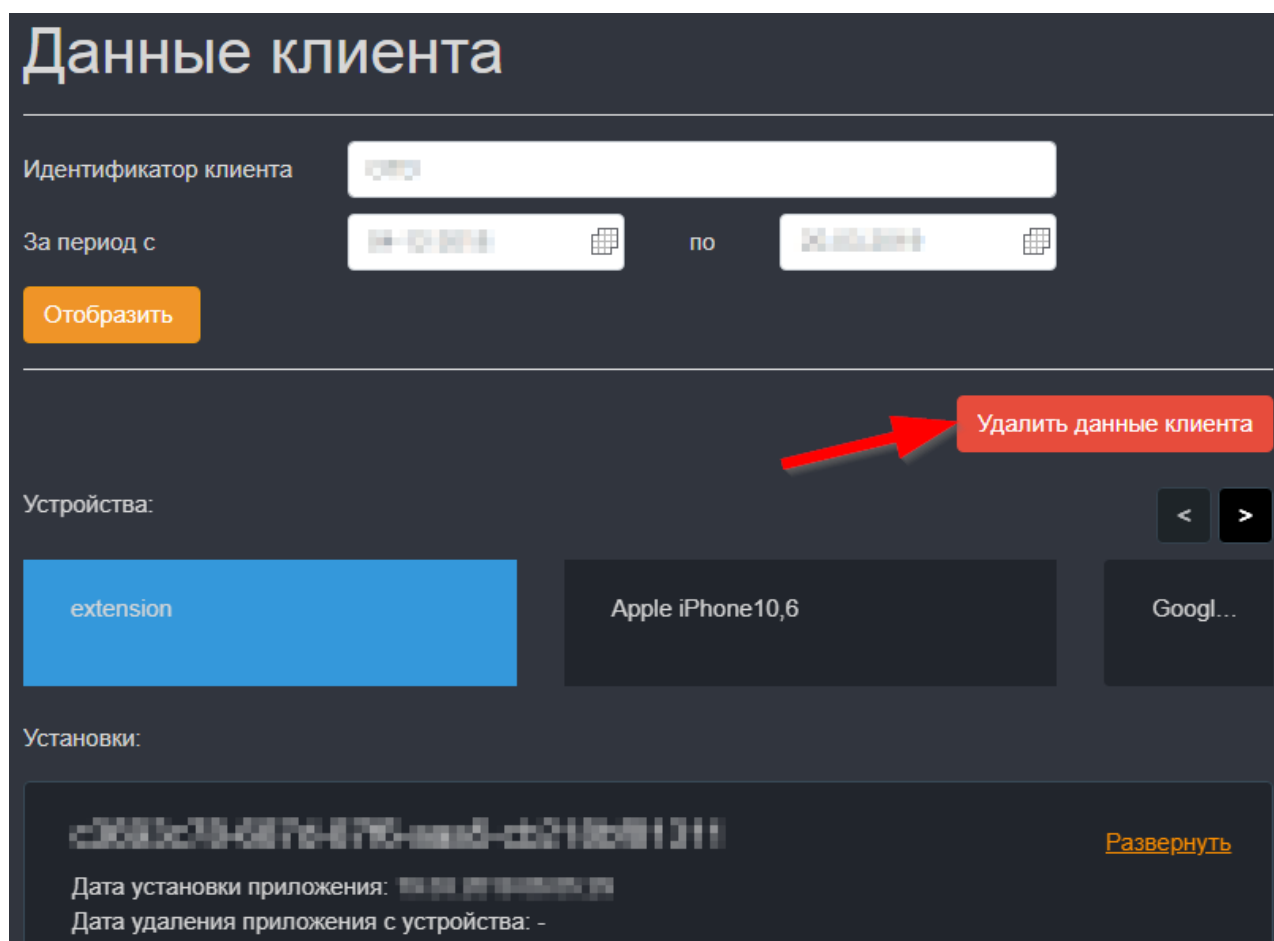 Данные клиента
Идентификатор клиента
За период с по
Отобразить
Удалить данные клиента
Устройства:
< >
extension Apple iPhone10,6 Googl...
Установки:
Развернуть
Дата установки приложения:
Дата удаления приложения с устройства: -